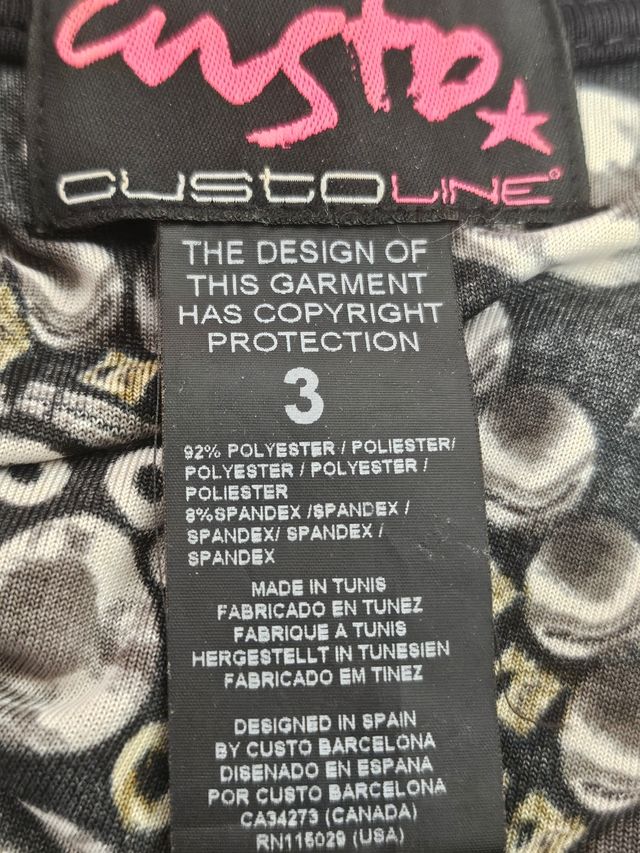 custo
CUSTOLINE®
THE DESIGN OF
THIS GARMENT
HAS COPYRIGHT
PROTECTION
3
92% POLYESTER / POLIESTER/
POLYESTER / POLYESTER /
POLIESTER
8%SPANDEX /SPANDEX /
SPANDEX/ SPANDEX /
SPANDEX
MADE IN TUNIS
FABRICADO EN TUNEZ
FABRIQUE A TUNIS
HERGESTELLT IN TUNESIEN
FABRICADO EM TINEZ
DESIGNED IN SPAIN
BY CUSTO BARCELONA
DISENADO EN ESPANA
POR CUSTO BARCELONA
CA34273 (CANADA)
RN115029 (USA)